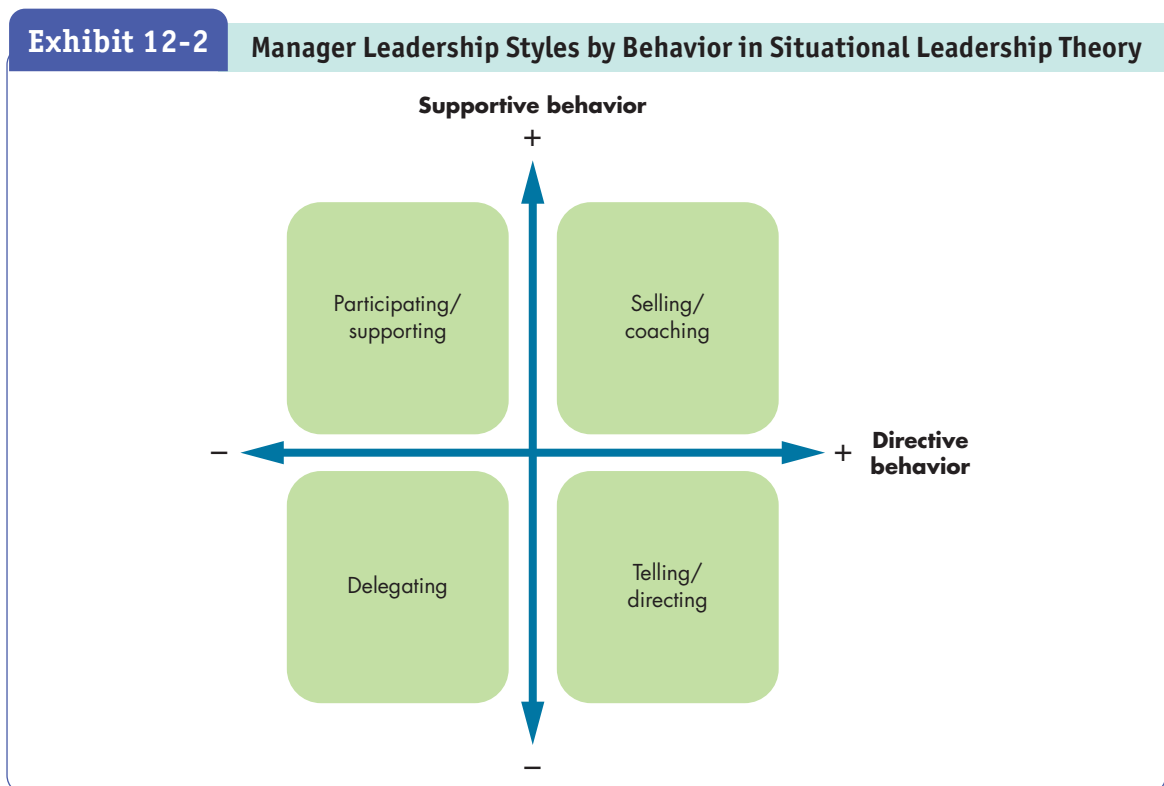 Exhibit 12-2
Manager Leadership Styles by Behavior in Situational Leadership Theory
Supportive behavior
+
Participating/
supporting
Selling/
coaching
–
+
Directive
behavior
Delegating
Telling/
directing
–